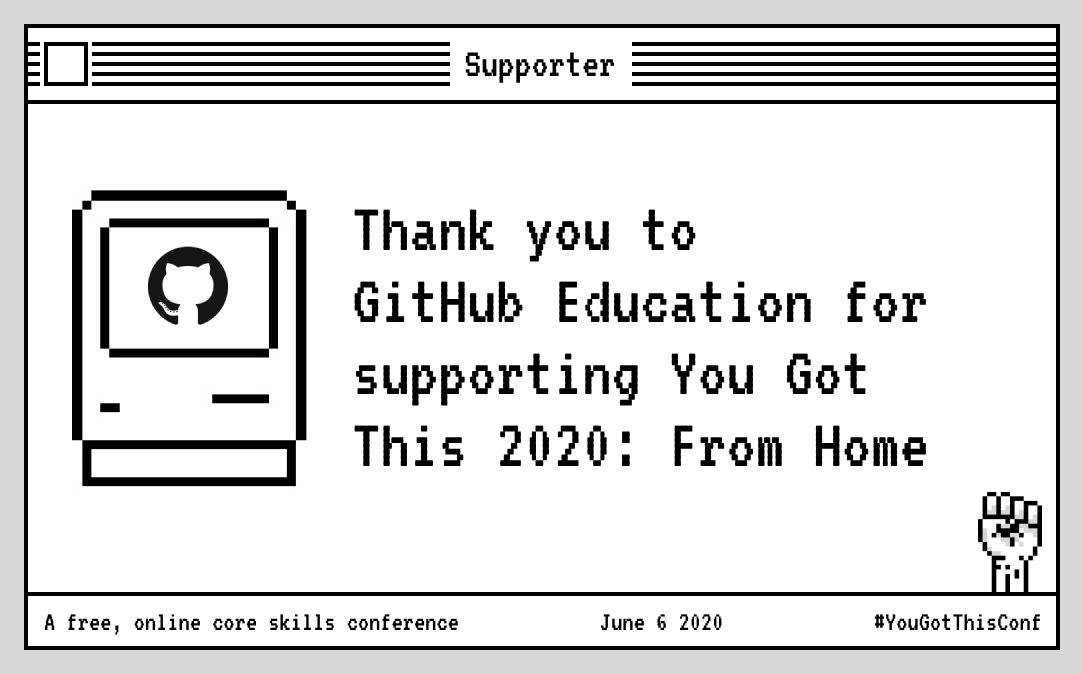 Supporter
Thank you to
GitHub Education for
supporting You Got
This 2020: From Home
A free, online core skills conference
June 6 2020
#YouGotThisConf